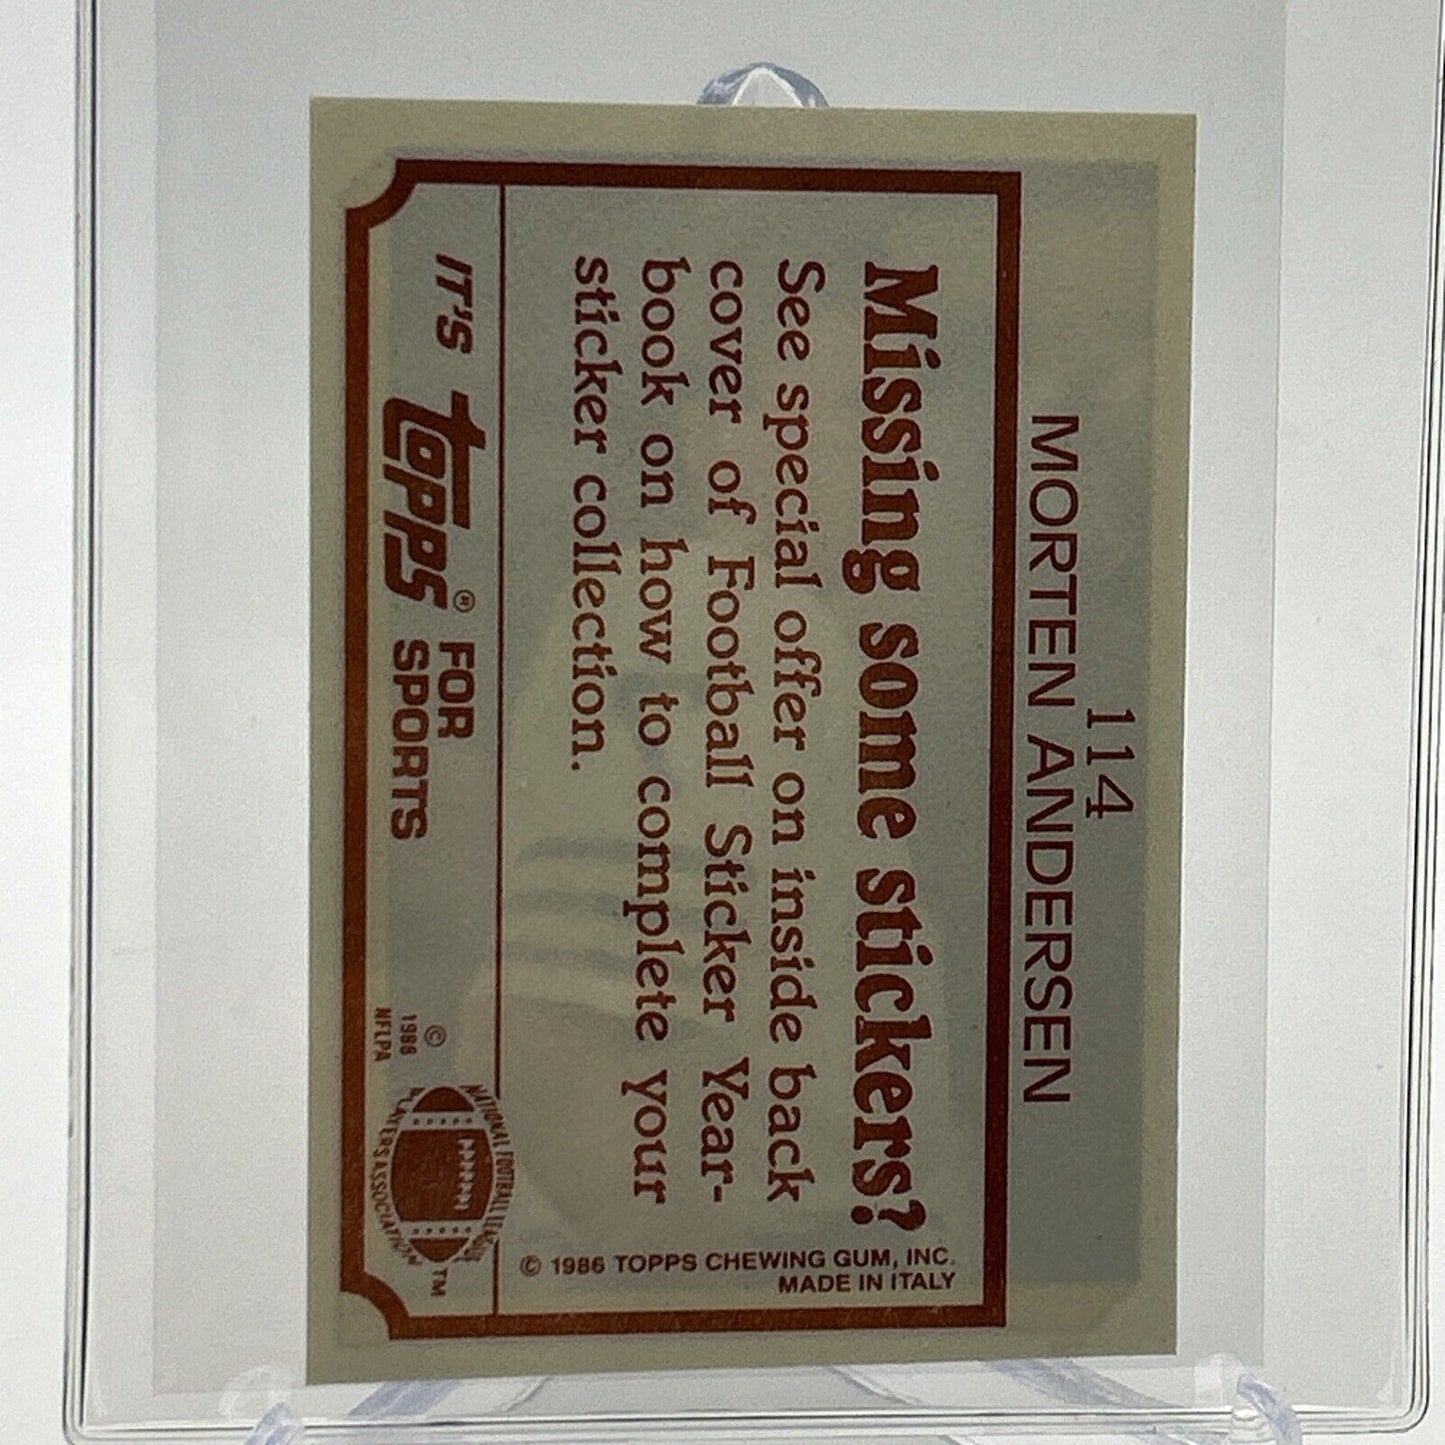 114
MORTEN ANDERSEN
Missing some stickers?
See special offer on inside back
cover of Football Sticker Year-
book on how to complete your
sticker collection.
© 1986 TOPPS CHEWING GUM, INC.
MADE IN ITALY
IT'S topps® FOR
SPORTS
©
1986
NFLPA
NATIONAL FOOTBALL LEAGUE
PLAYERS ASSOCIATION
TM